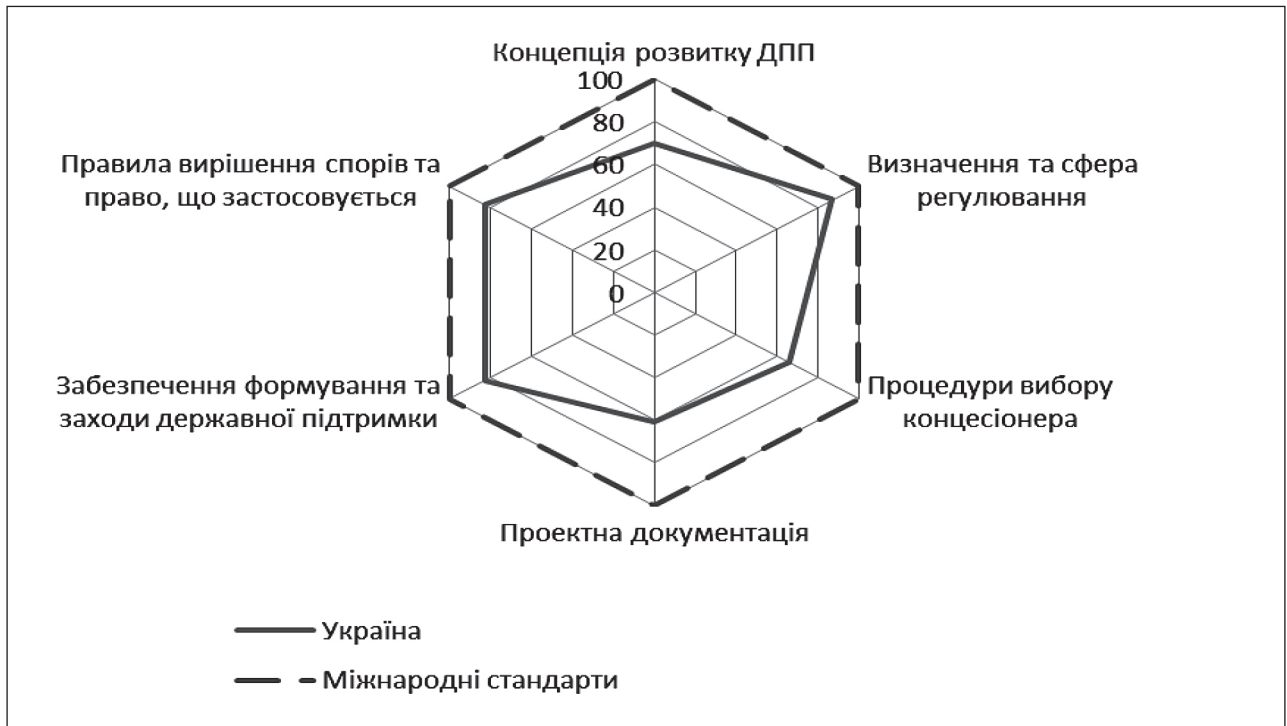 Концепція розвитку ДПП
100
80
60
40
20
0
Правила вирішення спорів та
право, що застосовується
Визначення та сфера
регулювання
Забезпечення формування та
заходи державної підтримки
Процедури вибору
концесіонера
Проектна документація
Україна
Міжнародні стандарти